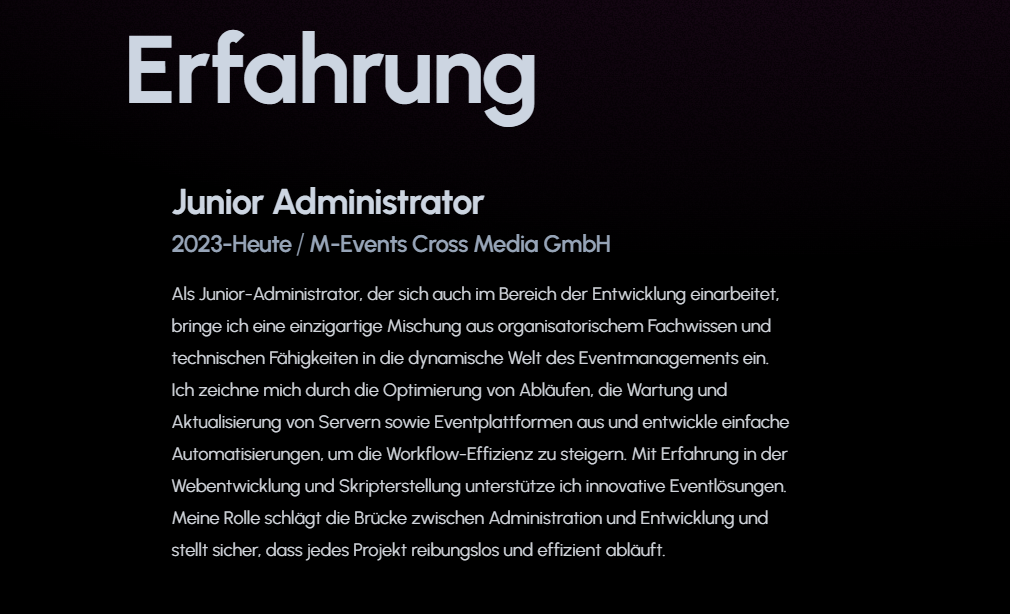 Erfahrung
Junior Administrator
2023-Heute / M-Events Cross Media GmbH
Als Junior-Administrator, der sich auch im Bereich der Entwicklung einarbeitet,
bringe ich eine einzigartige Mischung aus organisatorischem Fachwissen und
technischen Fähigkeiten in die dynamische Welt des Eventmanagements ein.
Ich zeichne mich durch die Optimierung von Abläufen, die Wartung und
Aktualisierung von Servern sowie Eventplattformen aus und entwickle einfache
Automatisierungen, um die Workflow-Effizienz zu steigern. Mit Erfahrung in der
Webentwicklung und Skripterstellung unterstütze ich innovative Eventlösungen.
Meine Rolle schlägt die Brücke zwischen Administration und Entwicklung und
stellt sicher, dass jedes Projekt reibungslos und effizient abläuft.